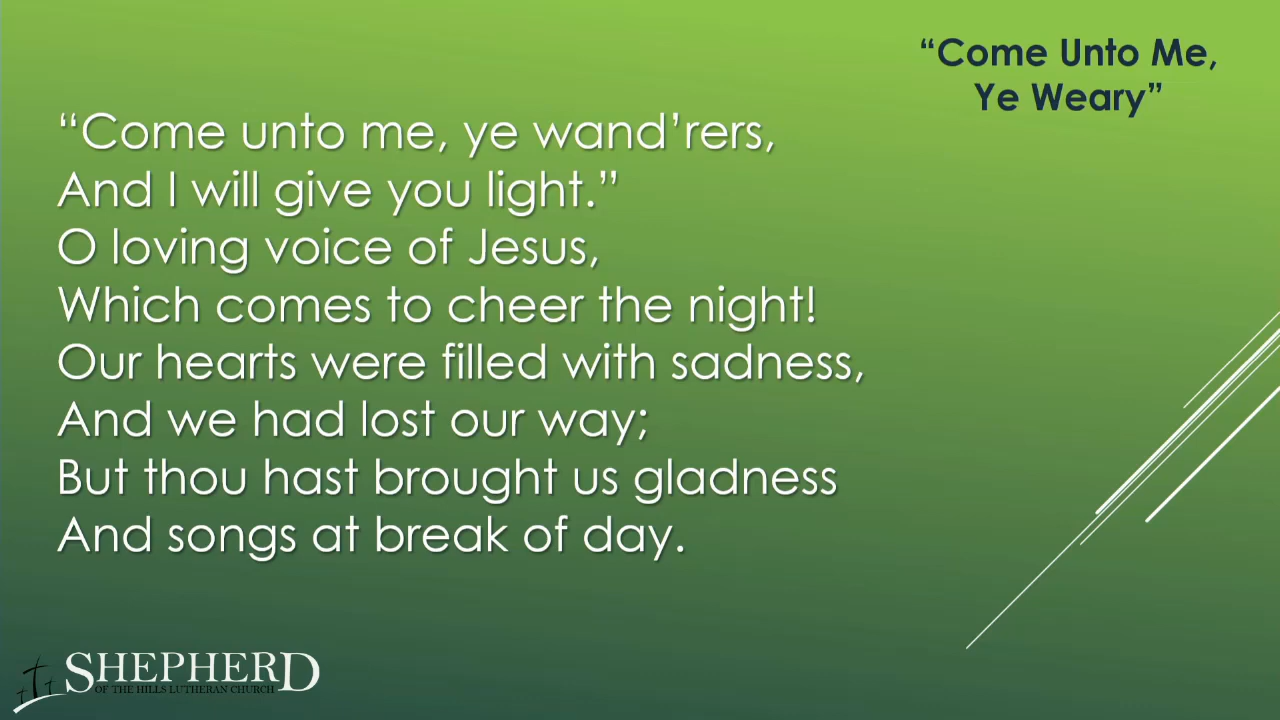 “Come Unto Me,
Ye Weary”
“Come unto me, ye wand’rers,
And I will give you light.”
O loving voice of Jesus,
Which comes to cheer the night!
Our hearts were filled with sadness,
And we had lost our way;
But thou hast brought us gladness
And songs at break of day.
SHEPHERD
OF THE HILLS LUTHERAN CHURCH